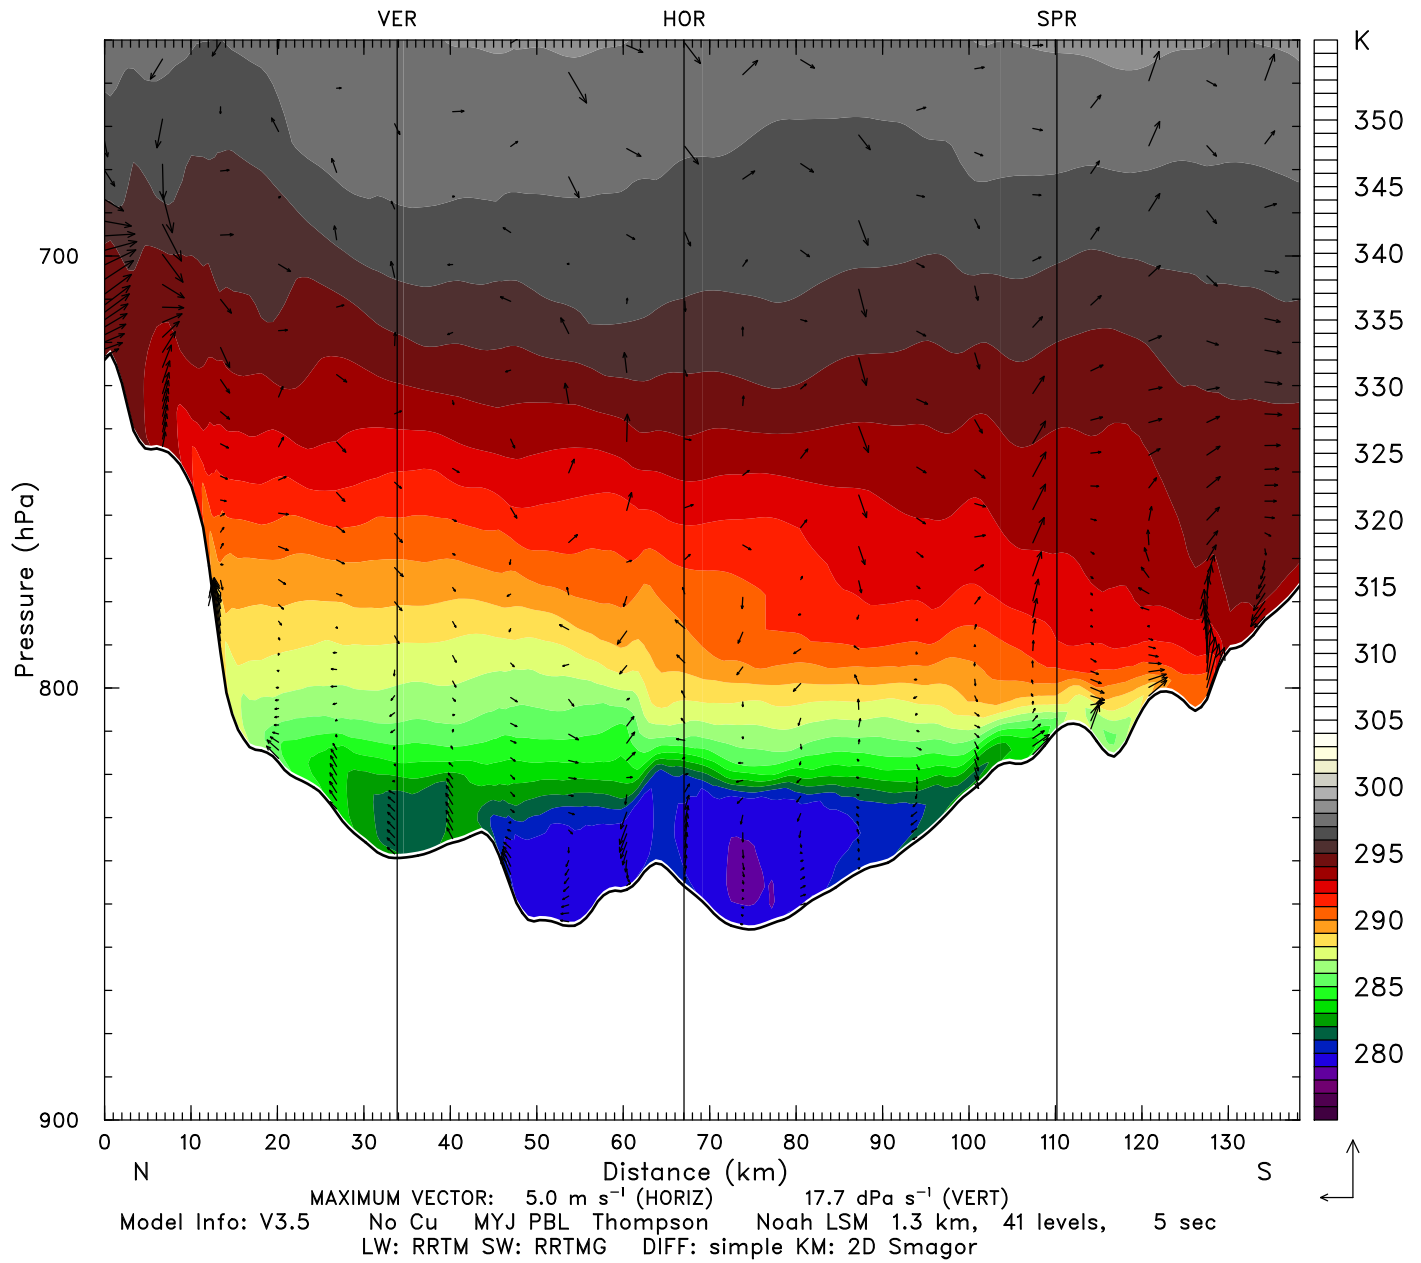 VER HOR SPR
K
350
345
340
700
335
330
325
Pressure (hPa)
320
315
310
800
305
300
295
290
285
280
900
0 10 20 30 40 50 60 70 80 90 100 110 120 130
N Distance (km) S
MAXIMUM VECTOR: 5.0 m s⁻¹ (HORIZ) 17.7 dPa s⁻¹ (VERT)
Model Info: V3.5 No Cu MYJ PBL Thompson Noah LSM 1.3 km, 41 levels, 5 sec
LW: RRTM SW: RRTMG DIFF: simple KM: 2D Smagor